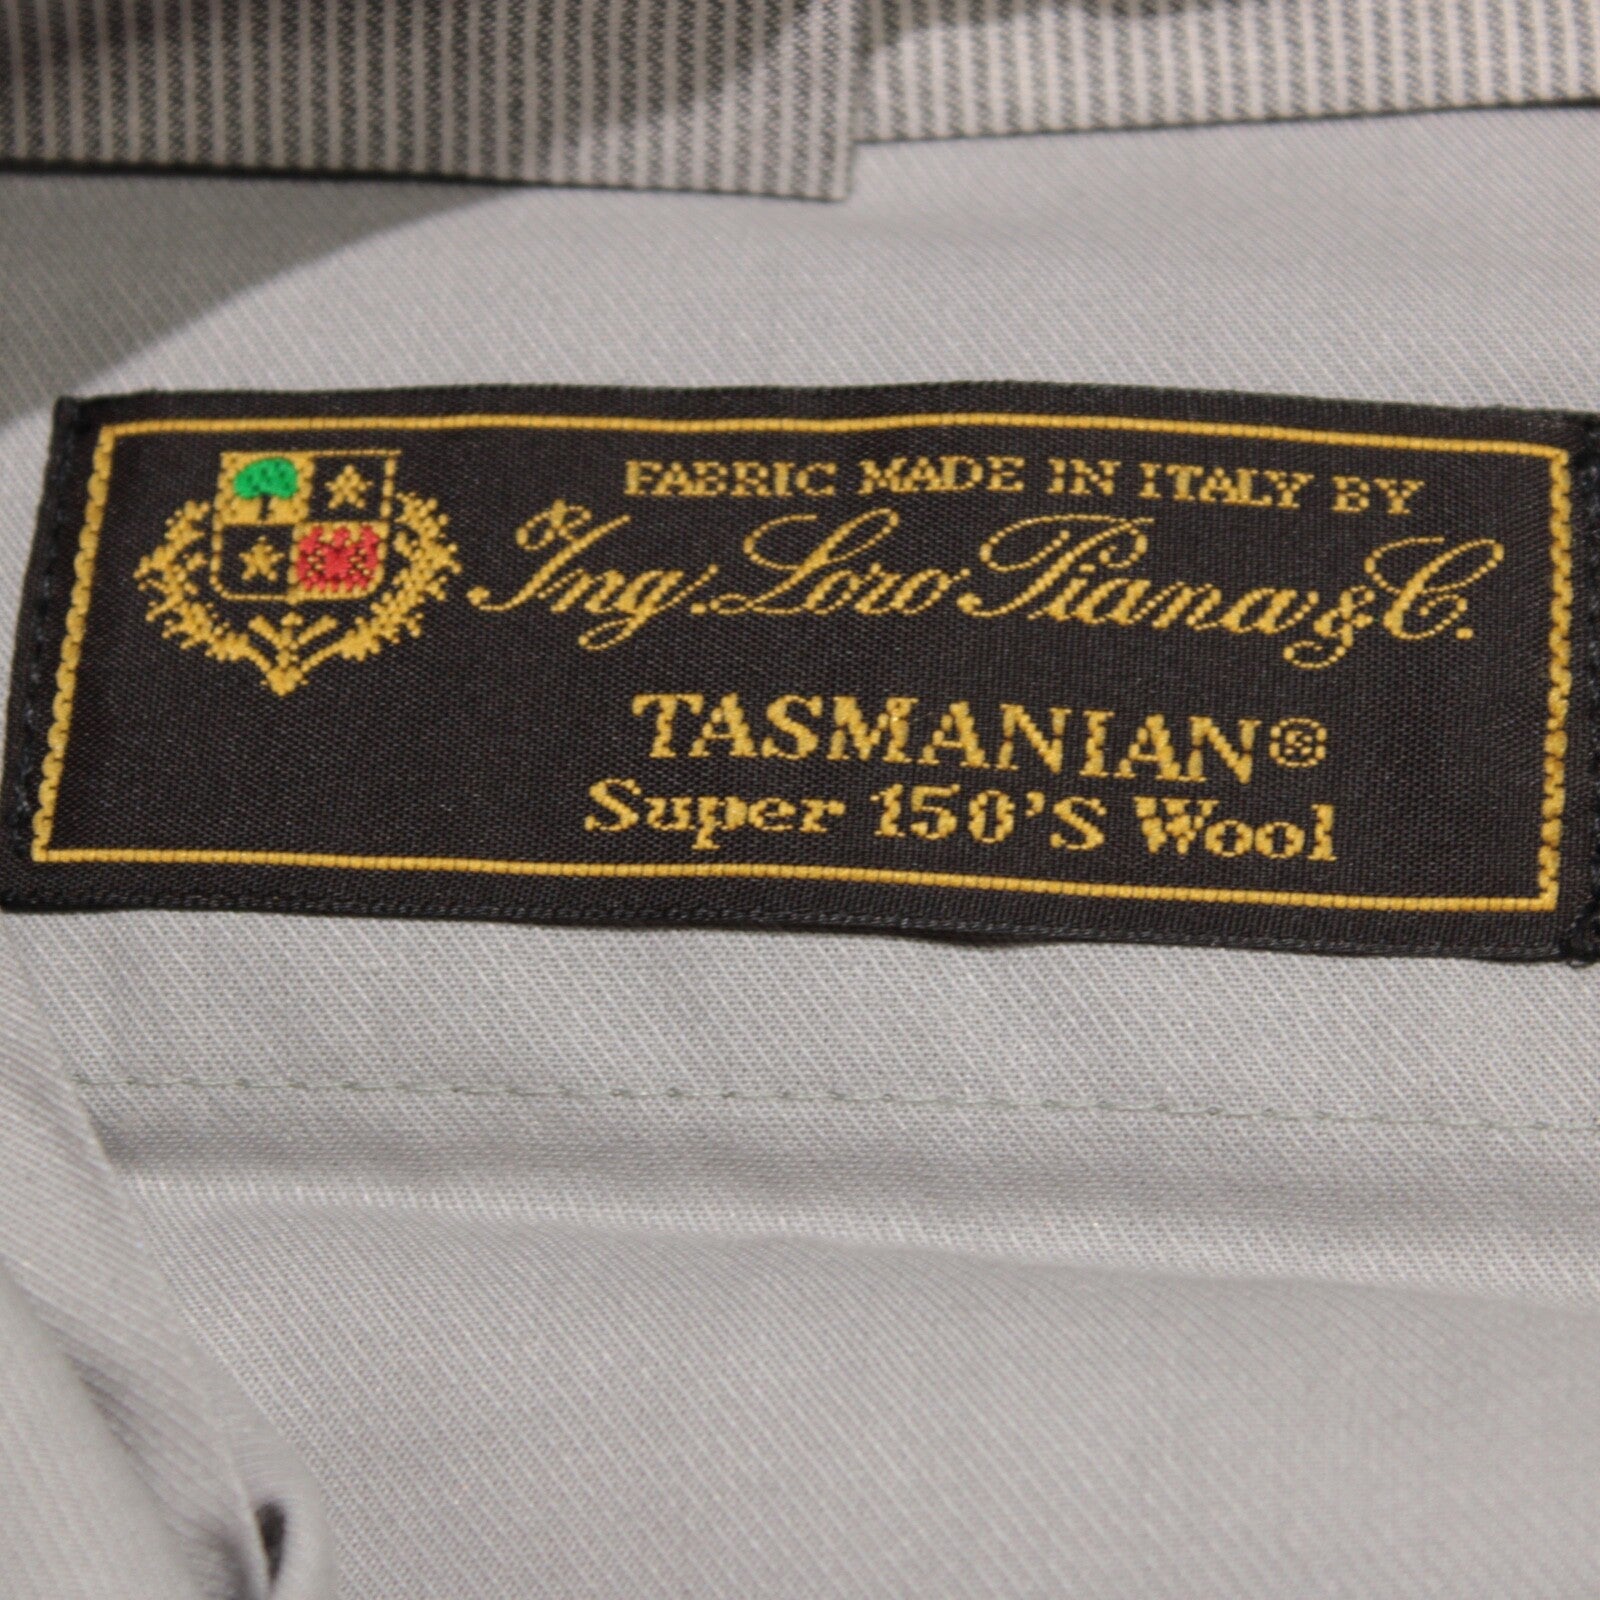 FABRIC MADE IN ITALY BY
Ing. Loro Piana & C.
TASMANIAN®
Super 150'S Wool